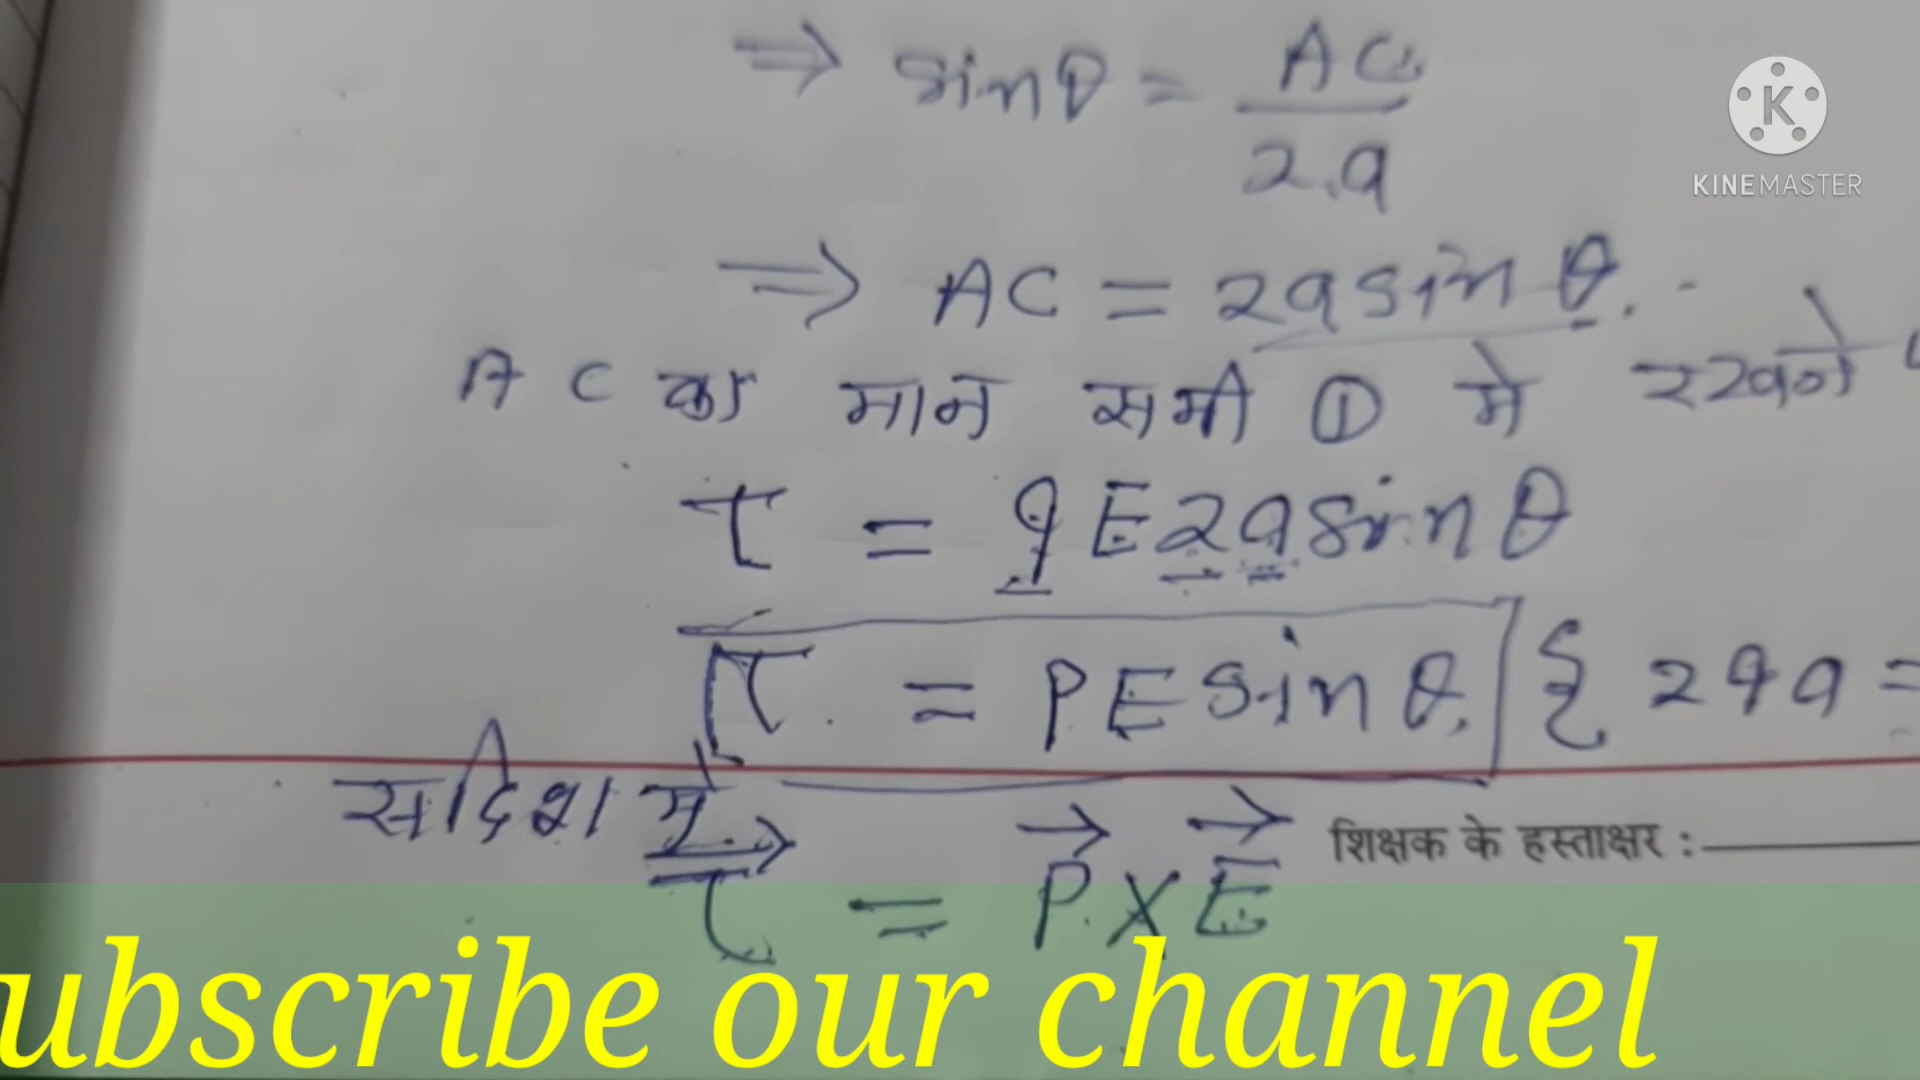 ⇒ sinθ = AC / 2a
KINEMASTER
⇒ AC = 2a sinθ.
AC का मान समी ① मे रखने
τ = qE2a sinθ
τ = PE sinθ { 2qa =
सदिश में
शिक्षक के हस्ताक्षर :
τ⃗ = P⃗ × E⃗
ubscribe our channel